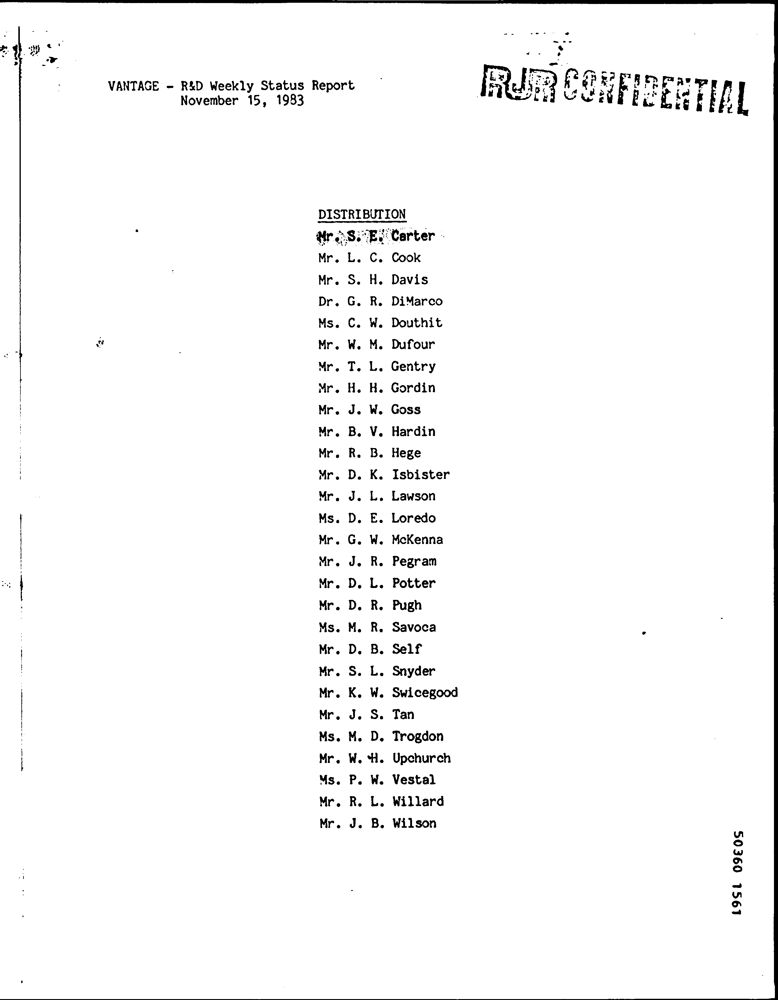 VANTAGE - R&D Weekly Status Report
November 15, 1983
RJR CONFIDENTIAL
DISTRIBUTION
Mr. S. E. Carter
Mr. L. C. Cook
Mr. S. H. Davis
Dr. G. R. DiMarco
Ms. C. W. Douthit
Mr. W. M. Dufour
Mr. T. L. Gentry
Mr. H. H. Gordin
Mr. J. W. Goss
Mr. B. V. Hardin
Mr. R. B. Hege
Mr. D. K. Isbister
Mr. J. L. Lawson
Ms. D. E. Loredo
Mr. G. W. McKenna
Mr. J. R. Pegram
Mr. D. L. Potter
Mr. D. R. Pugh
Ms. M. R. Savoca
Mr. D. B. Self
Mr. S. L. Snyder
Mr. K. W. Swicegood
Mr. J. S. Tan
Ms. M. D. Trogdon
Mr. W. H. Upchurch
Ms. P. W. Vestal
Mr. R. L. Willard
Mr. J. B. Wilson
50360 1561